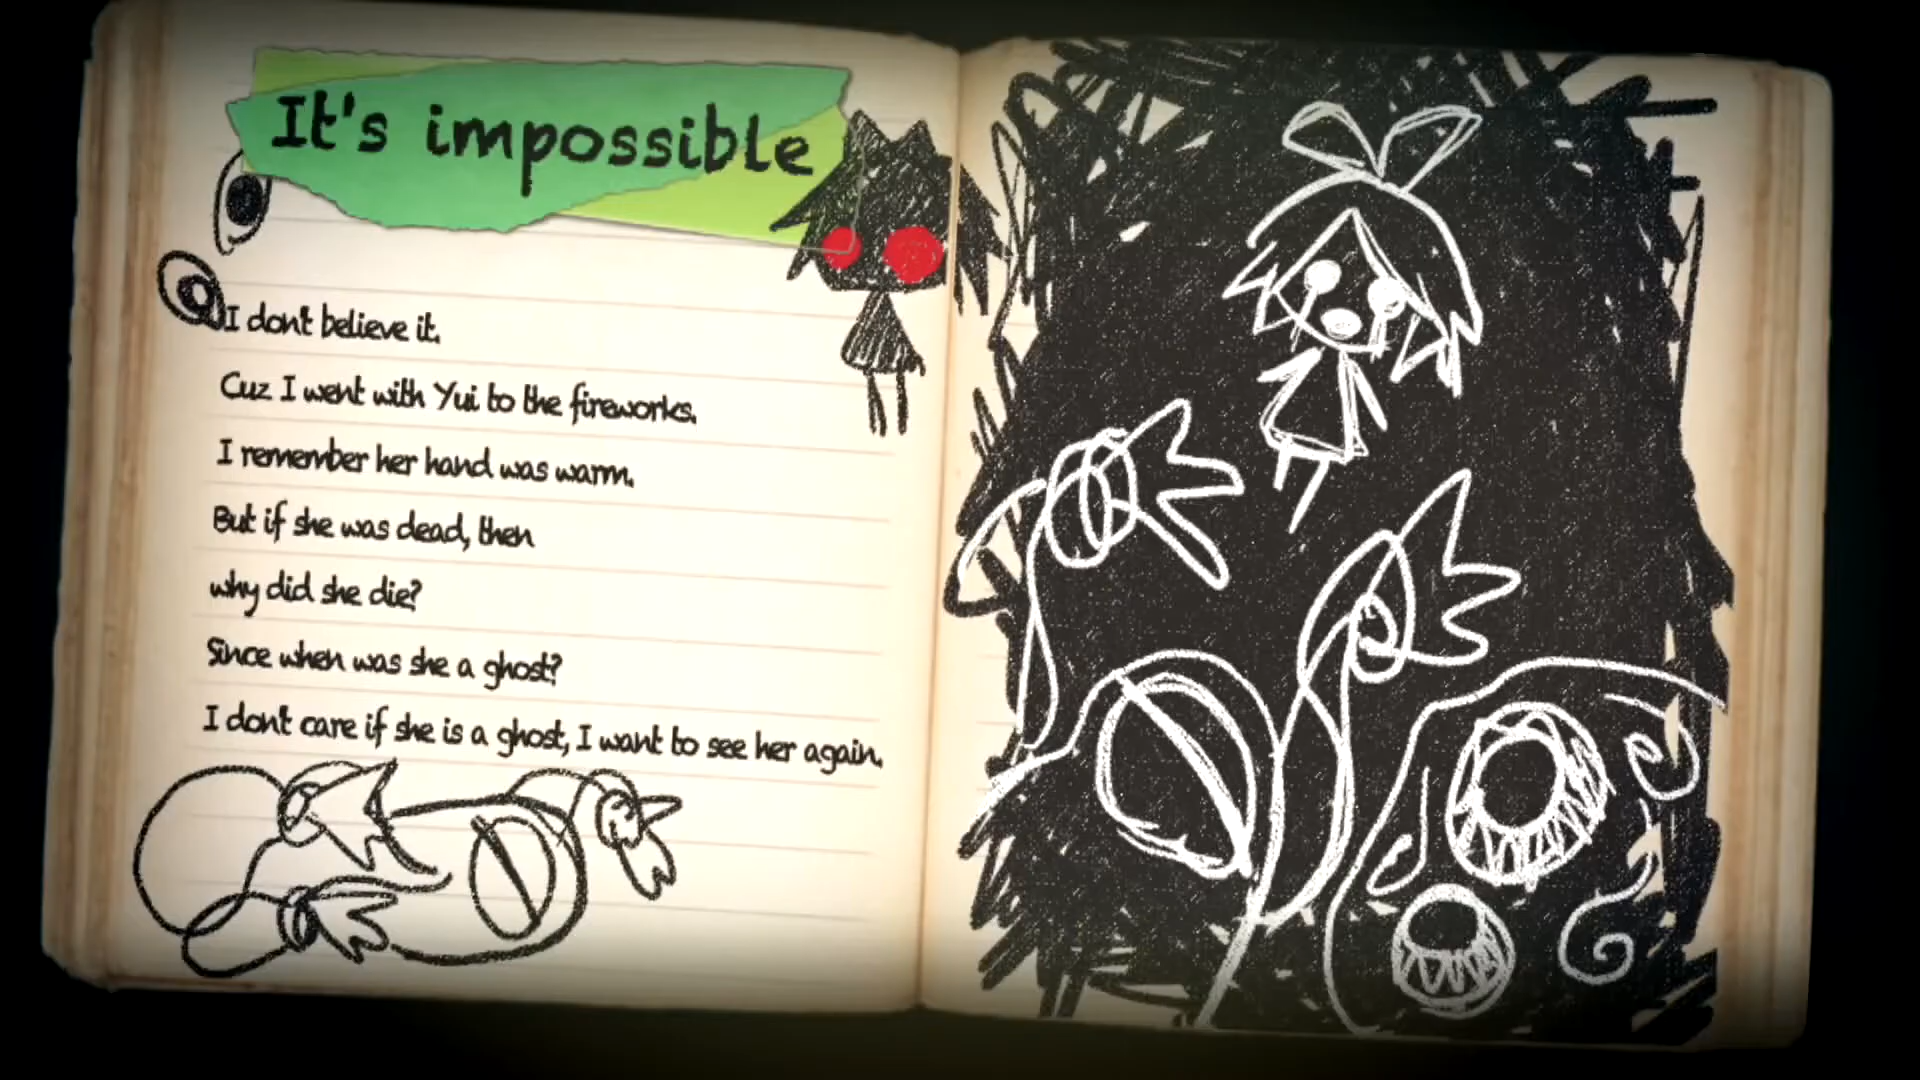 It's impossible
I don't believe it.
Cuz I went with Yui to the fireworks.
I remember her hand was warm.
But if she was dead, then
why did she die?
Since when was she a ghost?
I don't care if she is a ghost, I want to see her again.